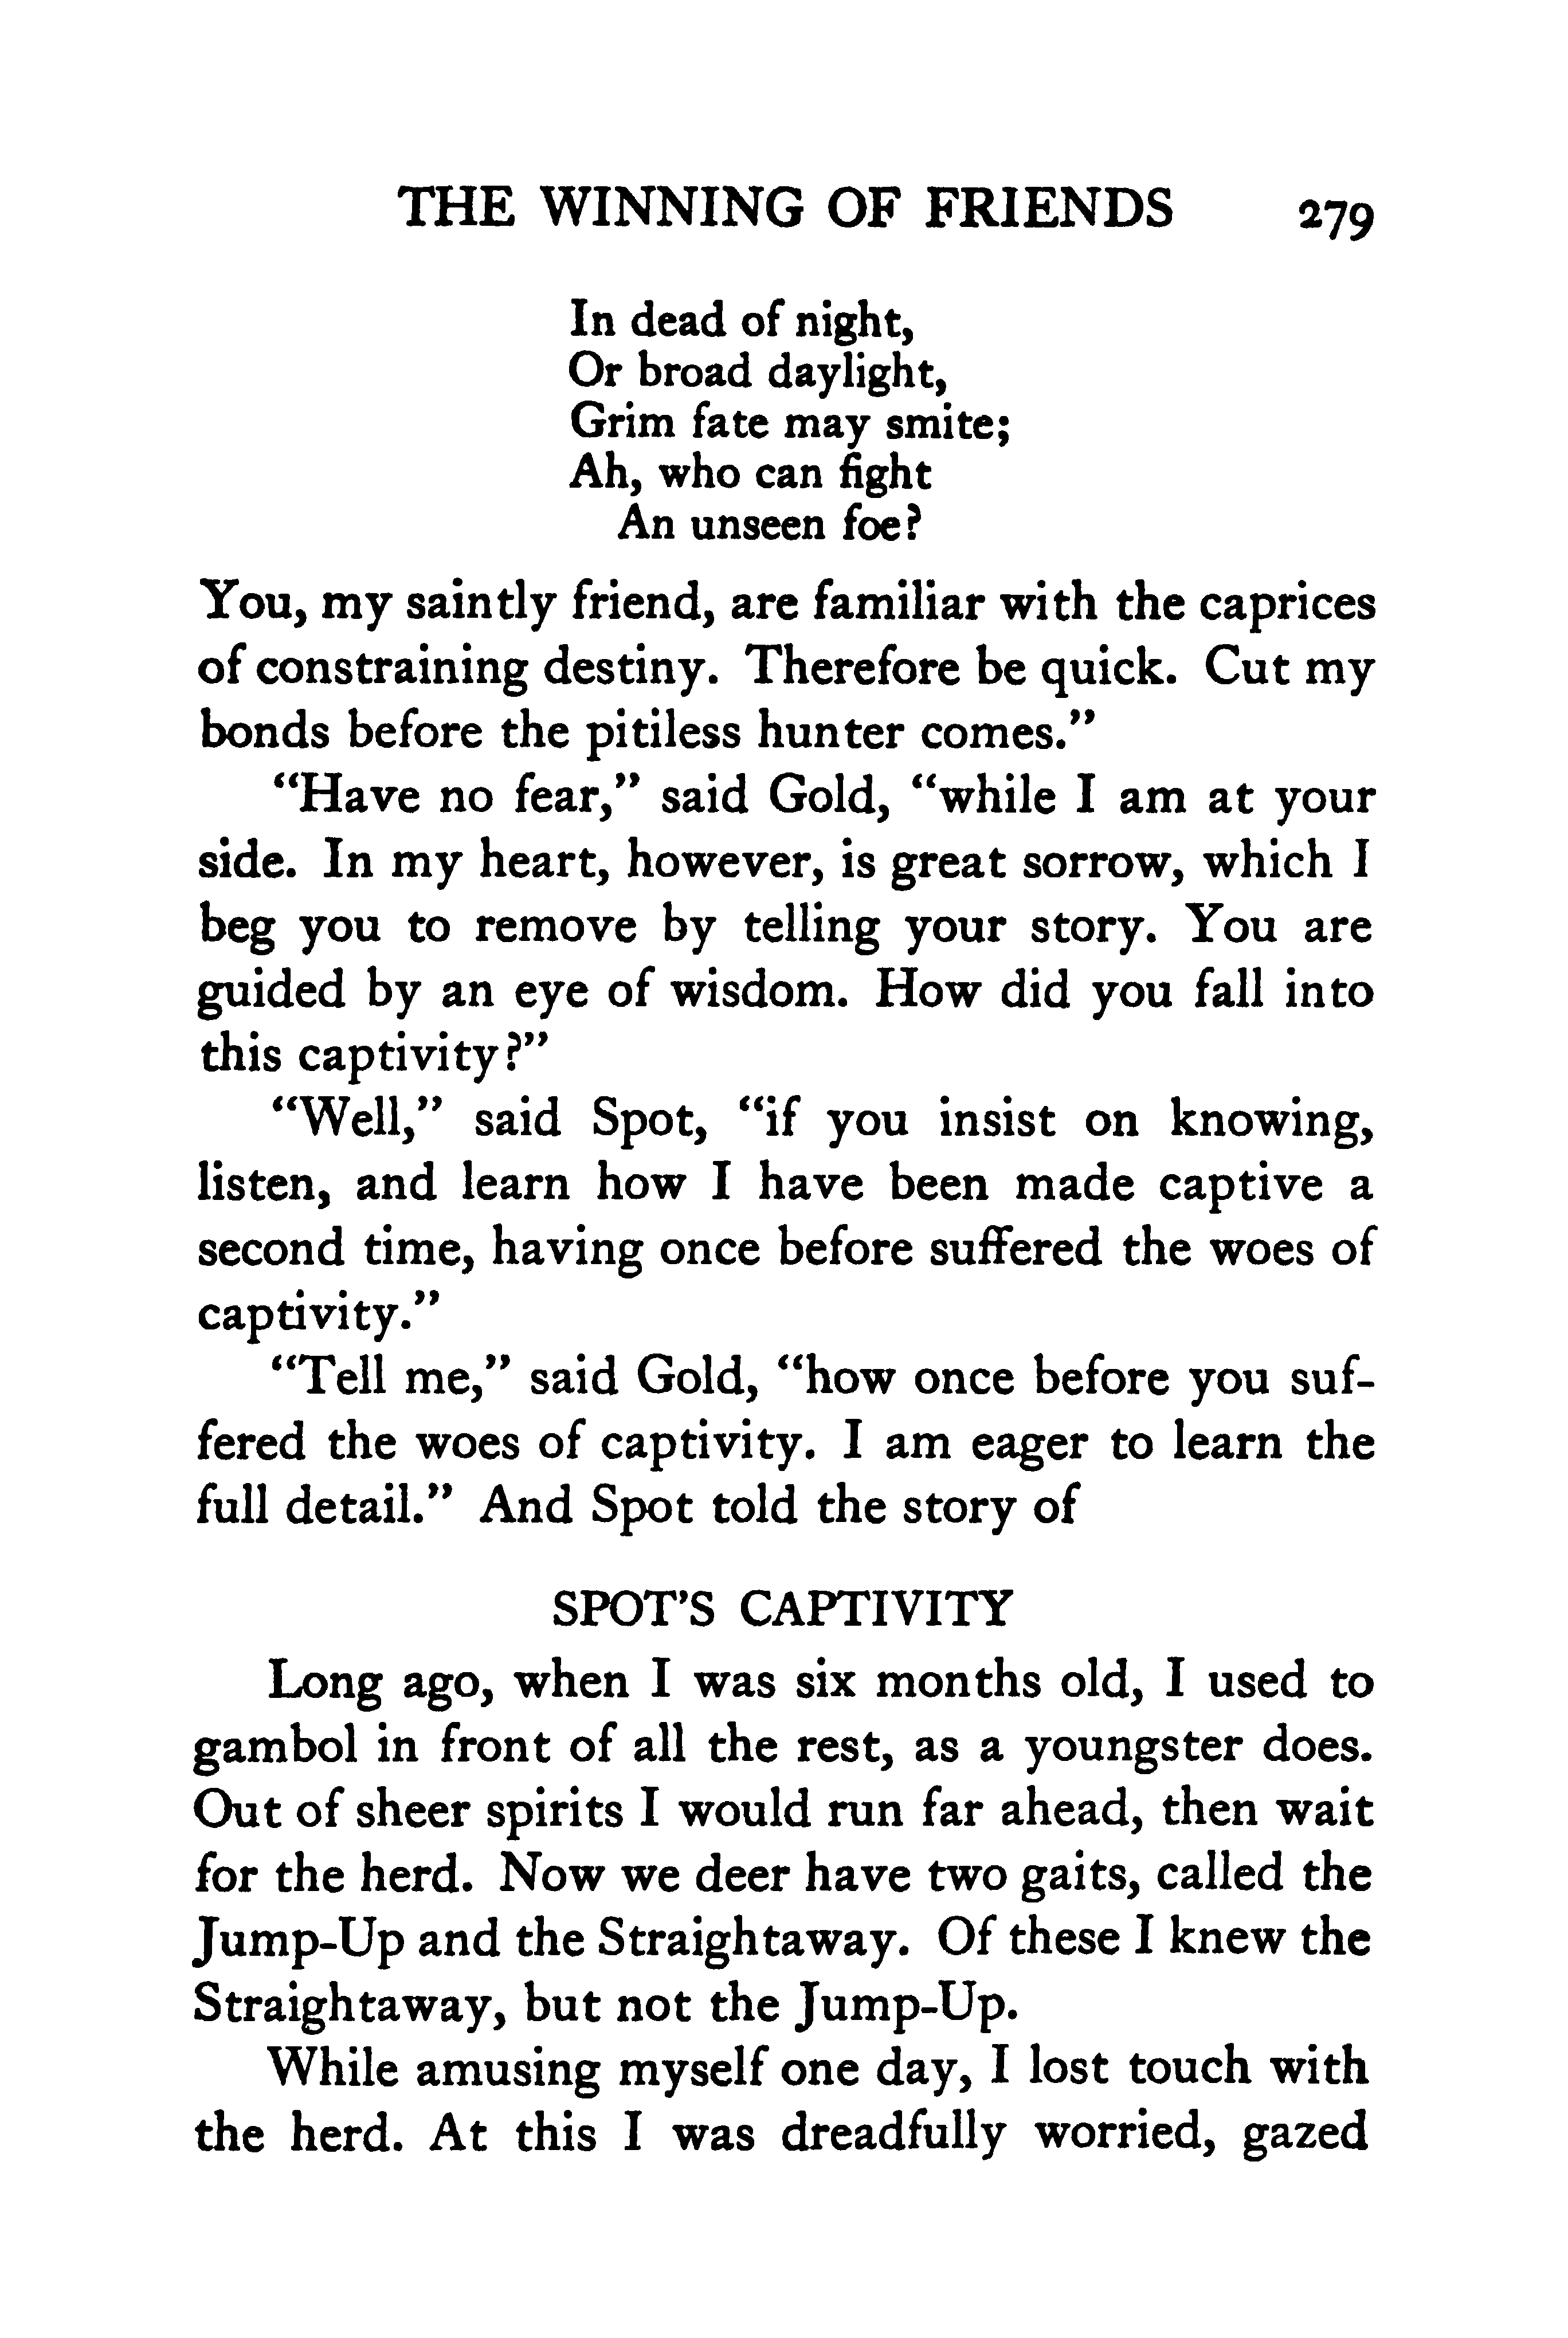 THE WINNING OF FRIENDS 279
In dead of night,
Or broad daylight,
Grim fate may smite;
Ah, who can fight
An unseen foe?
You, my saintly friend, are familiar with the caprices
of constraining destiny. Therefore be quick. Cut my
bonds before the pitiless hunter comes.”
“Have no fear,” said Gold, “while I am at your
side. In my heart, however, is great sorrow, which I
beg you to remove by telling your story. You are
guided by an eye of wisdom. How did you fall into
this captivity?”
“Well,” said Spot, “if you insist on knowing,
listen, and learn how I have been made captive a
second time, having once before suffered the woes of
captivity.”
“Tell me,” said Gold, “how once before you suf-
fered the woes of captivity. I am eager to learn the
full detail.” And Spot told the story of
SPOT’S CAPTIVITY
Long ago, when I was six months old, I used to
gambol in front of all the rest, as a youngster does.
Out of sheer spirits I would run far ahead, then wait
for the herd. Now we deer have two gaits, called the
Jump-Up and the Straightaway. Of these I knew the
Straightaway, but not the Jump-Up.
While amusing myself one day, I lost touch with
the herd. At this I was dreadfully worried, gazed